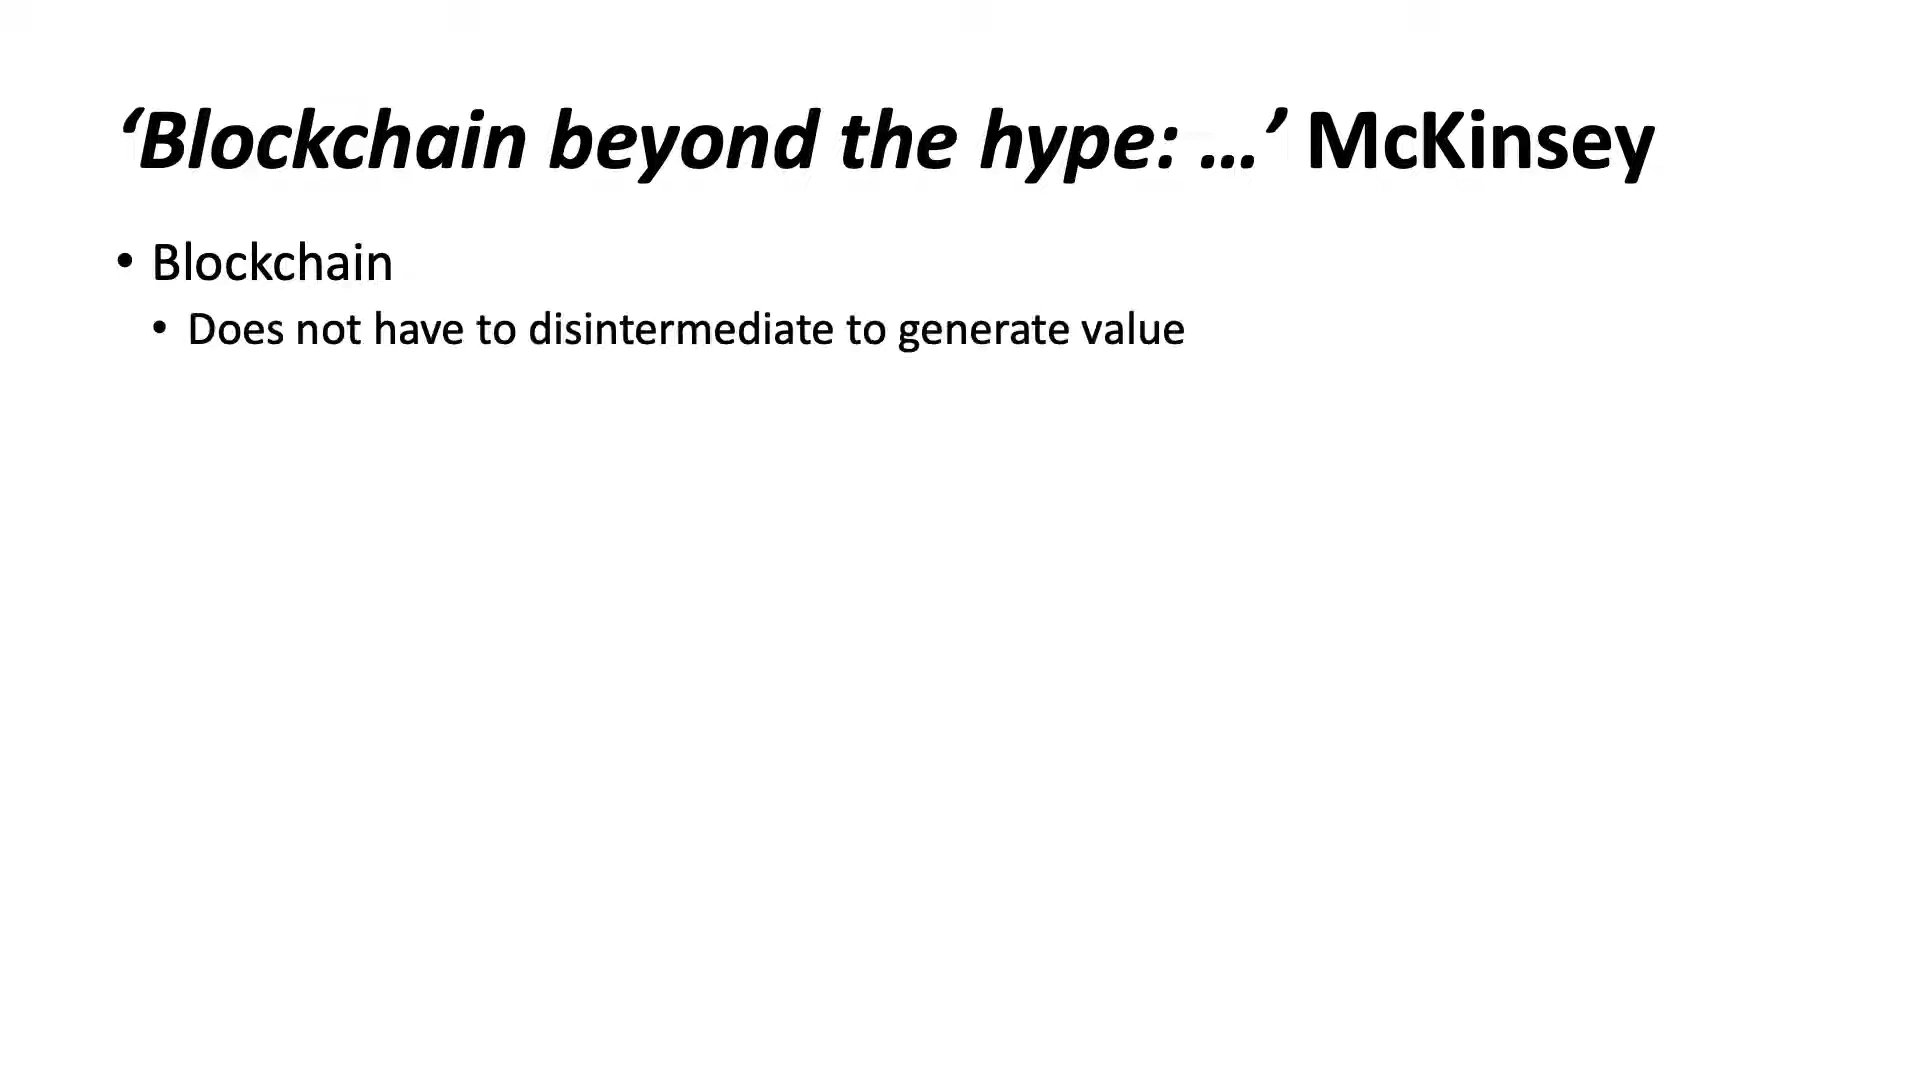 ‘Blockchain beyond the hype: …’ McKinsey
• Blockchain
• Does not have to disintermediate to generate value